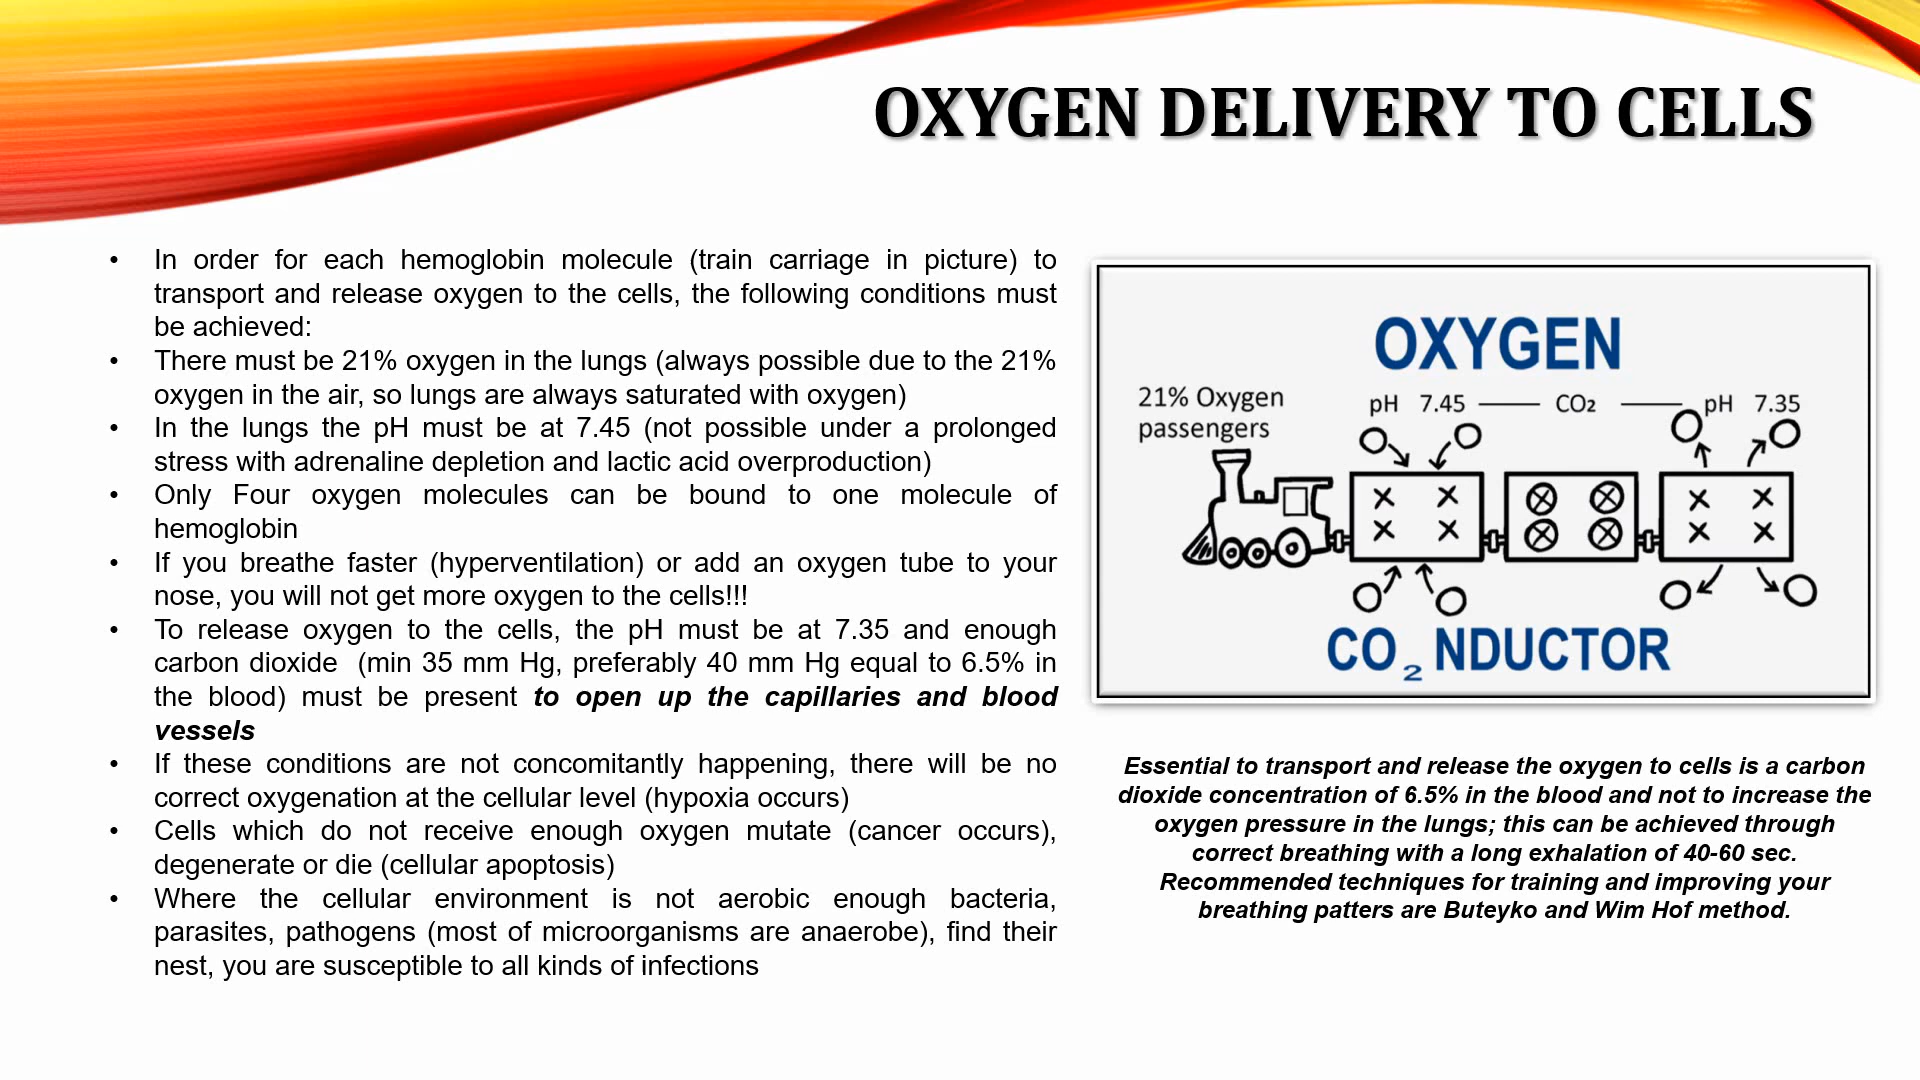 OXYGEN DELIVERY TO CELLS
• In order for each hemoglobin molecule (train carriage in picture) to
transport and release oxygen to the cells, the following conditions must
be achieved:
• There must be 21% oxygen in the lungs (always possible due to the 21%
oxygen in the air, so lungs are always saturated with oxygen)
• In the lungs the pH must be at 7.45 (not possible under a prolonged
stress with adrenaline depletion and lactic acid overproduction)
• Only Four oxygen molecules can be bound to one molecule of
hemoglobin
• If you breathe faster (hyperventilation) or add an oxygen tube to your
nose, you will not get more oxygen to the cells!!!
• To release oxygen to the cells, the pH must be at 7.35 and enough
carbon dioxide (min 35 mm Hg, preferably 40 mm Hg equal to 6.5% in
the blood) must be present to open up the capillaries and blood
vessels
• If these conditions are not concomitantly happening, there will be no
correct oxygenation at the cellular level (hypoxia occurs)
• Cells which do not receive enough oxygen mutate (cancer occurs),
degenerate or die (cellular apoptosis)
• Where the cellular environment is not aerobic enough bacteria,
parasites, pathogens (most of microorganisms are anaerobe), find their
nest, you are susceptible to all kinds of infections
OXYGEN
21% Oxygen
passengers
pH 7.45 CO₂ pH 7.35
CO₂NDUCTOR
Essential to transport and release the oxygen to cells is a carbon
dioxide concentration of 6.5% in the blood and not to increase the
oxygen pressure in the lungs; this can be achieved through
correct breathing with a long exhalation of 40-60 sec.
Recommended techniques for training and improving your
breathing patters are Buteyko and Wim Hof method.